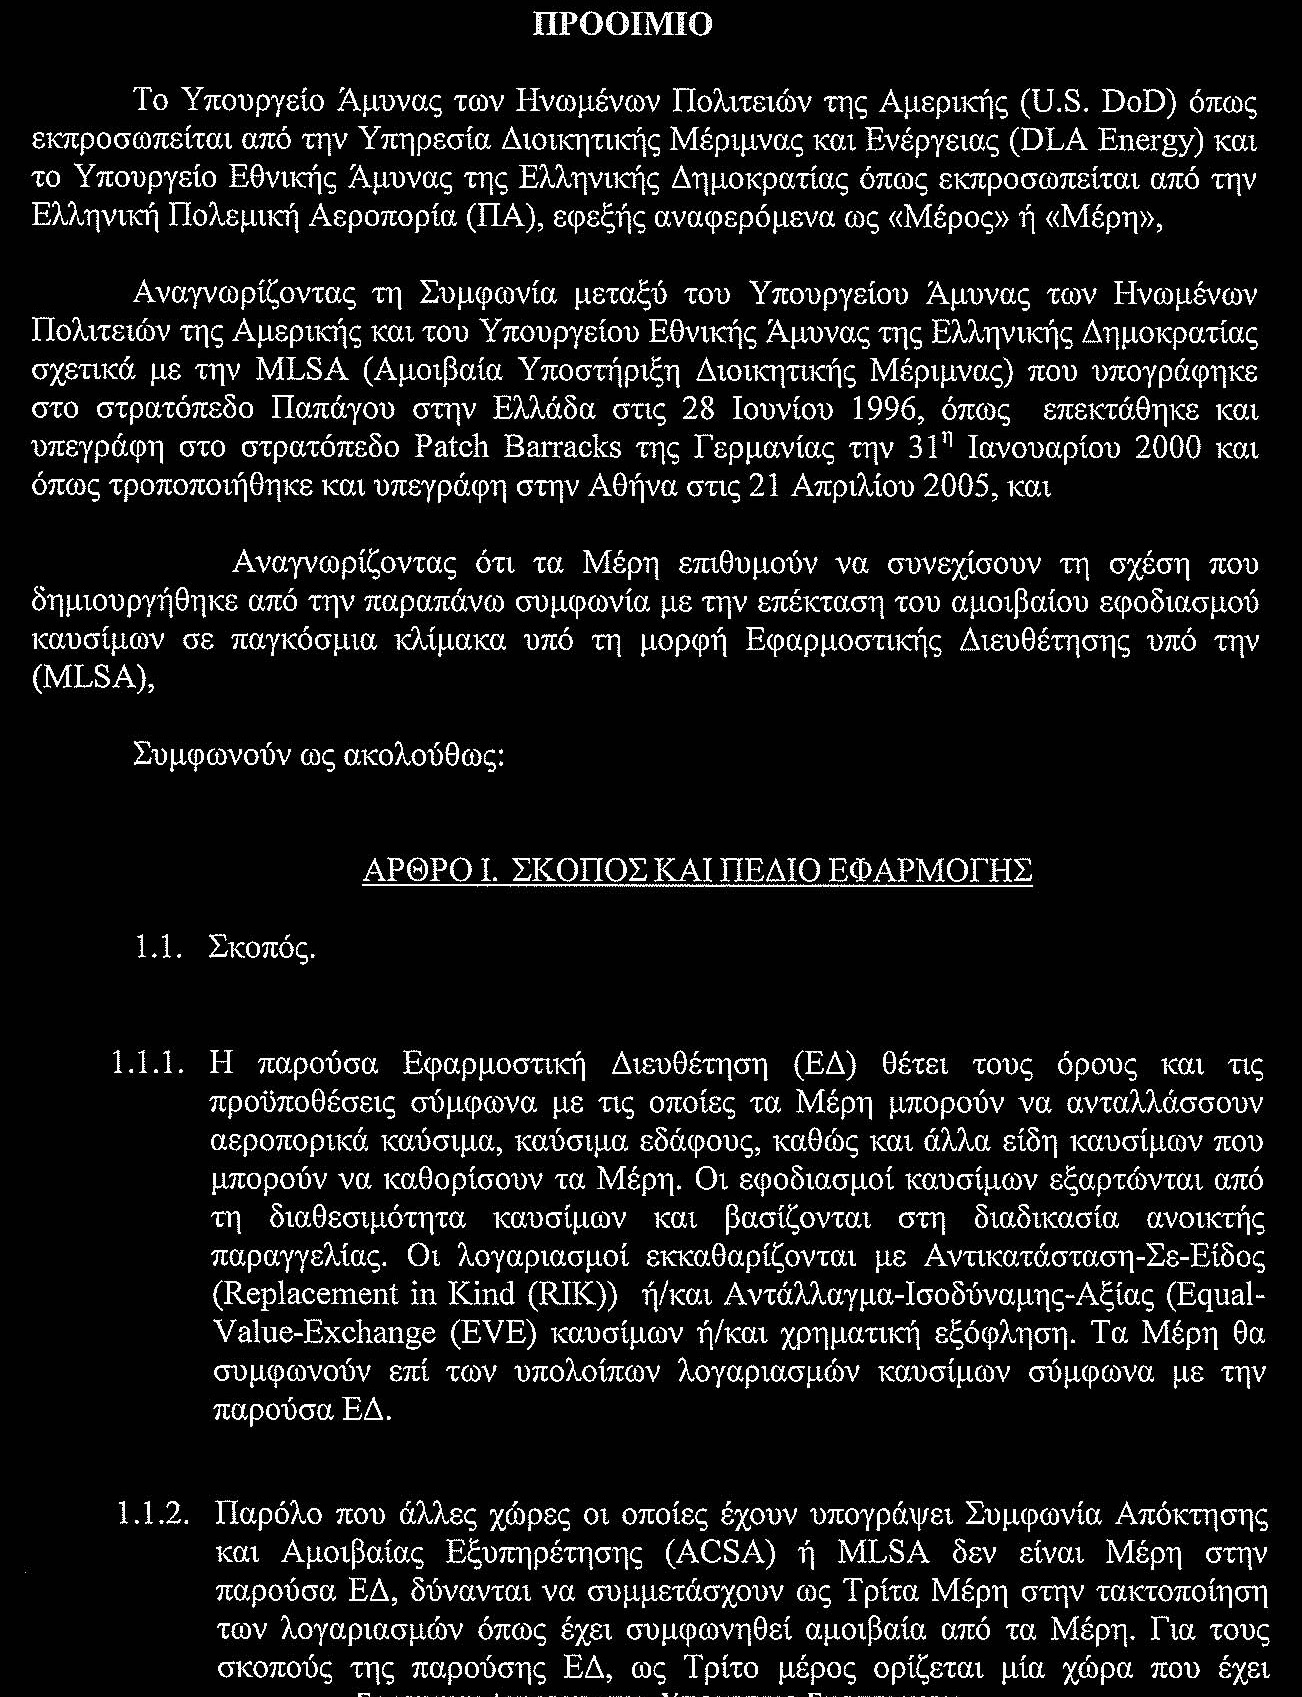 ΠΡΟΟΙΜΙΟ
Το Υπουργείο Άμυνας των Ηνωμένων Πολιτειών της Αμερικής (U.S. DoD) όπως
εκπροσωπείται από την Υπηρεσία Διοικητικής Μέριμνας και Ενέργειας (DLA Energy) και
το Υπουργείο Εθνικής Άμυνας της Ελληνικής Δημοκρατίας όπως εκπροσωπείται από την
Ελληνική Πολεμική Αεροπορία (ΠΑ), εφεξής αναφερόμενα ως «Μέρος» ή «Μέρη»,
Αναγνωρίζοντας τη Συμφωνία μεταξύ του Υπουργείου Άμυνας των Ηνωμένων
Πολιτειών της Αμερικής και του Υπουργείου Εθνικής Άμυνας της Ελληνικής Δημοκρατίας
σχετικά με την MLSA (Αμοιβαία Υποστήριξη Διοικητικής Μέριμνας) που υπογράφηκε
στο στρατόπεδο Παπάγου στην Ελλάδα στις 28 Ιουνίου 1996, όπως επεκτάθηκε και
υπεγράφη στο στρατόπεδο Patch Barracks της Γερμανίας την 31η Ιανουαρίου 2000 και
όπως τροποποιήθηκε και υπεγράφη στην Αθήνα στις 21 Απριλίου 2005, και
Αναγνωρίζοντας ότι τα Μέρη επιθυμούν να συνεχίσουν τη σχέση που
δημιουργήθηκε από την παραπάνω συμφωνία με την επέκταση του αμοιβαίου εφοδιασμού
καυσίμων σε παγκόσμια κλίμακα υπό τη μορφή Εφαρμοστικής Διευθέτησης υπό την
(MLSA),
Συμφωνούν ως ακολούθως:
ΑΡΘΡΟ Ι. ΣΚΟΠΟΣ ΚΑΙ ΠΕΔΙΟ ΕΦΑΡΜΟΓΗΣ
1.1. Σκοπός.
1.1.1. Η παρούσα Εφαρμοστική Διευθέτηση (ΕΔ) θέτει τους όρους και τις
προϋποθέσεις σύμφωνα με τις οποίες τα Μέρη μπορούν να ανταλλάσσουν
αεροπορικά καύσιμα, καύσιμα εδάφους, καθώς και άλλα είδη καυσίμων που
μπορούν να καθορίσουν τα Μέρη. Οι εφοδιασμοί καυσίμων εξαρτώνται από
τη διαθεσιμότητα καυσίμων και βασίζονται στη διαδικασία ανοικτής
παραγγελίας. Οι λογαριασμοί εκκαθαρίζονται με Αντικατάσταση-Σε-Είδος
(Replacement in Kind (RIK)) ή/και Αντάλλαγμα-Ισοδύναμης-Αξίας (Equal-
Value-Exchange (EVE) καυσίμων ή/και χρηματική εξόφληση. Τα Μέρη θα
συμφωνούν επί των υπολοίπων λογαριασμών καυσίμων σύμφωνα με την
παρούσα ΕΔ.
1.1.2. Παρόλο που άλλες χώρες οι οποίες έχουν υπογράψει Συμφωνία Απόκτησης
και Αμοιβαίας Εξυπηρέτησης (ACSA) ή MLSA δεν είναι Μέρη στην
παρούσα ΕΔ, δύνανται να συμμετάσχουν ως Τρίτα Μέρη στην τακτοποίηση
των λογαριασμών όπως έχει συμφωνηθεί αμοιβαία από τα Μέρη. Για τους
σκοπούς της παρούσης ΕΔ, ως Τρίτο μέρος ορίζεται μία χώρα που έχει